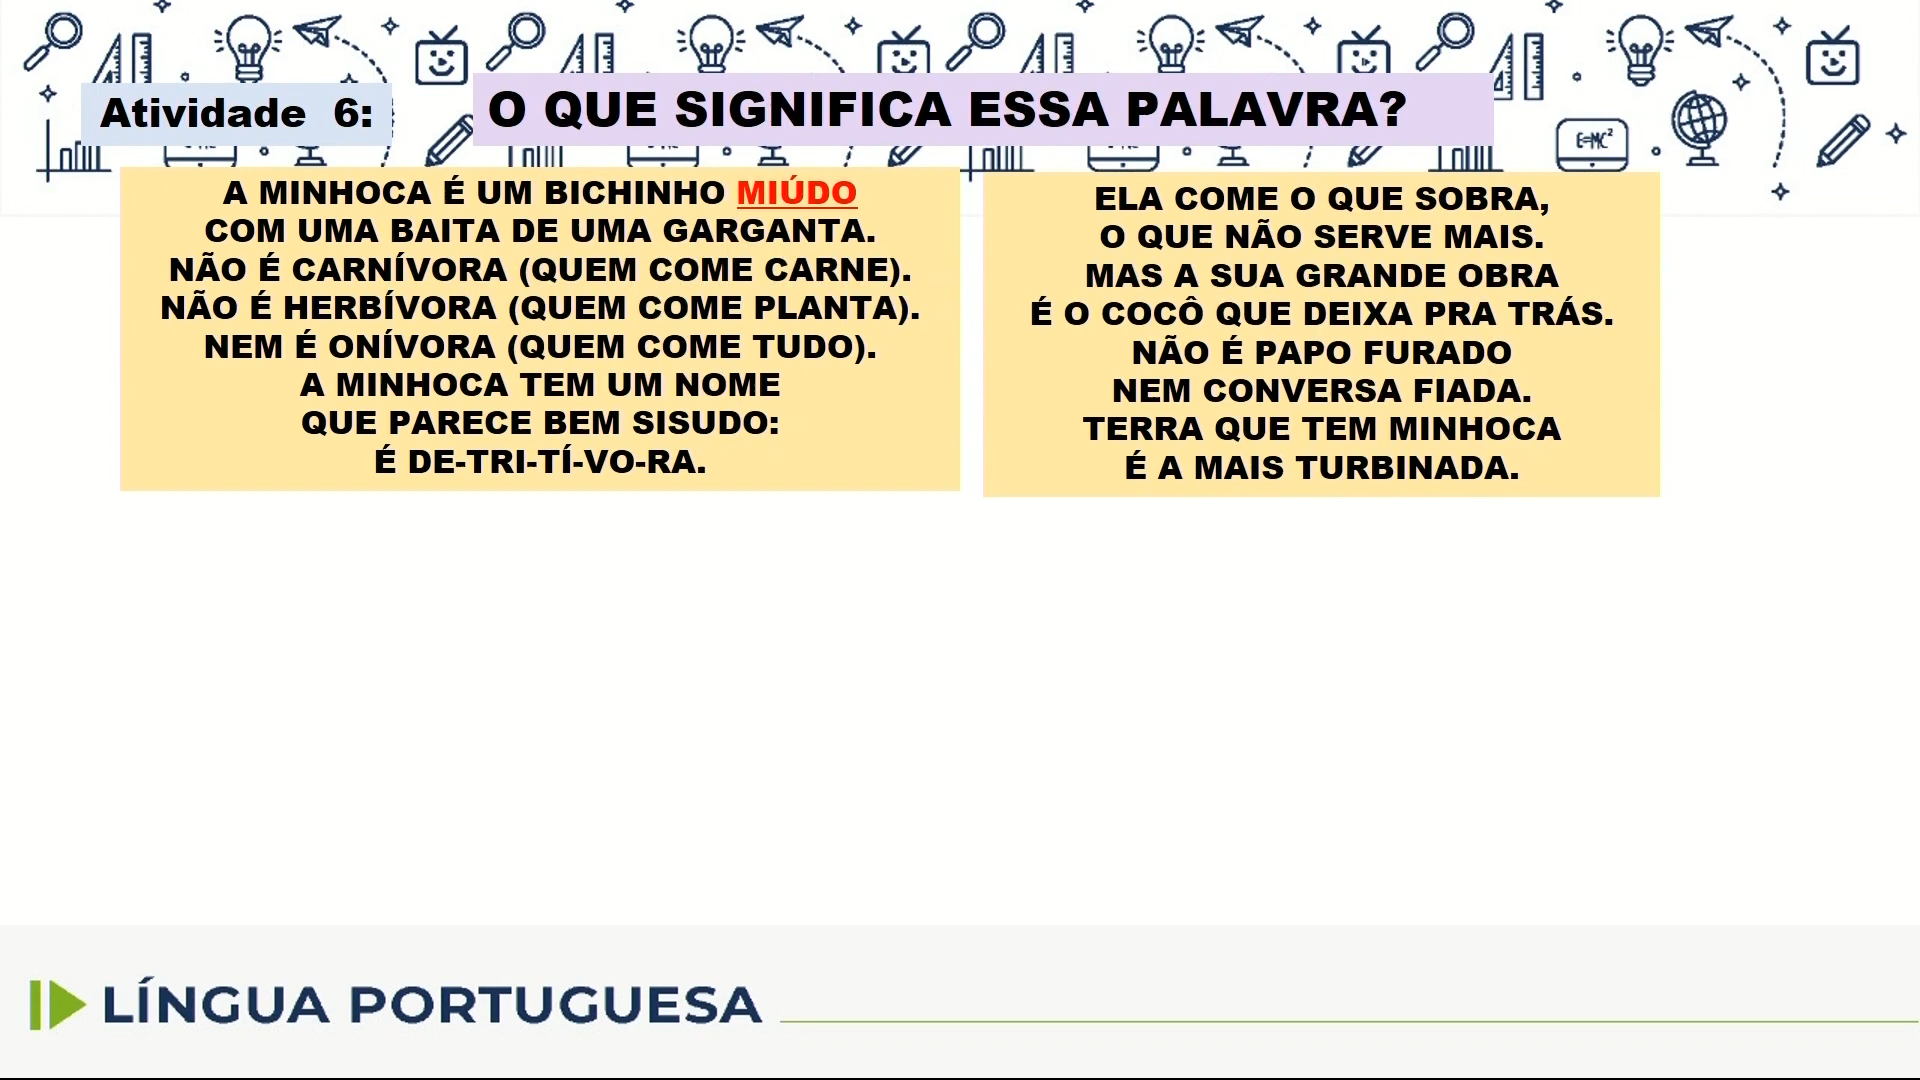 Atividade 6:
O QUE SIGNIFICA ESSA PALAVRA?
A MINHOCA É UM BICHINHO MIÚDO
COM UMA BAITA DE UMA GARGANTA.
NÃO É CARNÍVORA (QUEM COME CARNE).
NÃO É HERBÍVORA (QUEM COME PLANTA).
NEM É ONÍVORA (QUEM COME TUDO).
A MINHOCA TEM UM NOME
QUE PARECE BEM SISUDO:
É DE-TRI-TÍ-VO-RA.
ELA COME O QUE SOBRA,
O QUE NÃO SERVE MAIS.
MAS A SUA GRANDE OBRA
É O COCÔ QUE DEIXA PRA TRÁS.
NÃO É PAPO FURADO
NEM CONVERSA FIADA.
TERRA QUE TEM MINHOCA
É A MAIS TURBINADA.
E=MC²
LÍNGUA PORTUGUESA